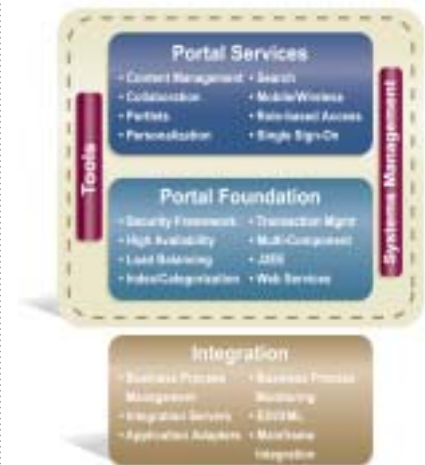 Portal Services
• Content Management • Search
• Collaboration • Mobile/Wireless
• Portlets • Role-based Access
• Personalization • Single Sign-On
Tools
Systems Management
Portal Foundation
• Security Framework • Transaction Mgmt
• High Availability • Multi-Component
• Load Balancing • J2EE
• Index/Categorization • Web Services
Integration
• Business Process • Business Process
Management Monitoring
• Integration Servers • EDI/XML
• Application Adapters • Mainframe
Integration